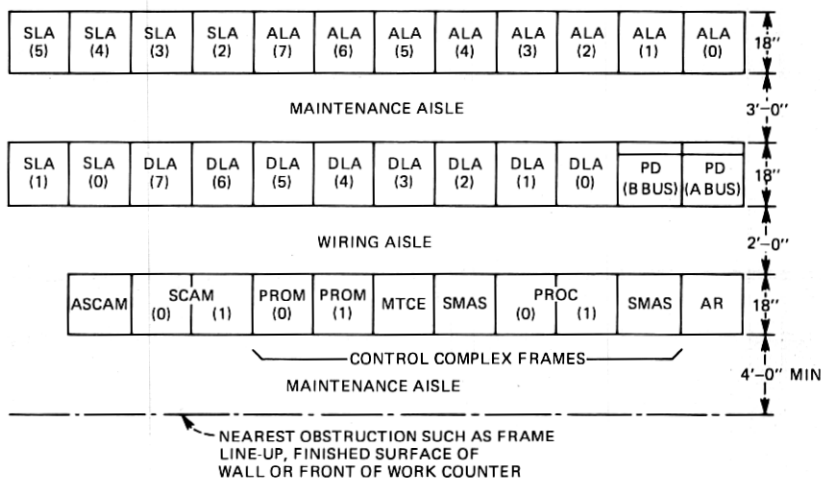 SLA SLA SLA SLA ALA ALA ALA ALA ALA ALA ALA ALA
(5) (4) (3) (2) (7) (6) (5) (4) (3) (2) (1) (0)
18"
MAINTENANCE AISLE
3'-0"
SLA SLA DLA DLA DLA DLA DLA DLA DLA DLA PD PD
(1) (0) (7) (6) (5) (4) (3) (2) (1) (0) (B BUS) (A BUS)
18"
WIRING AISLE
2'-0"
ASCAM SCAM PROM PROM MTCE SMAS PROC SMAS AR
(0) (1) (0) (1) (0) (1)
18"
CONTROL COMPLEX FRAMES
MAINTENANCE AISLE
4'-0" MIN
NEAREST OBSTRUCTION SUCH AS FRAME
LINE-UP, FINISHED SURFACE OF
WALL OR FRONT OF WORK COUNTER